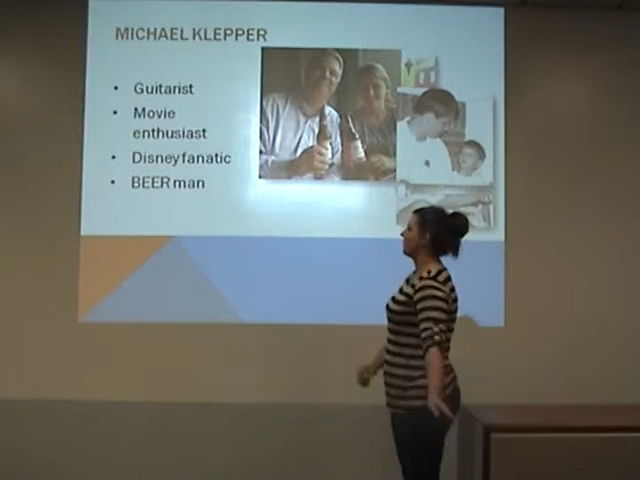 MICHAEL KLEPPER
• Guitarist
• Movie
enthusiast
• Disney fanatic
• BEER man